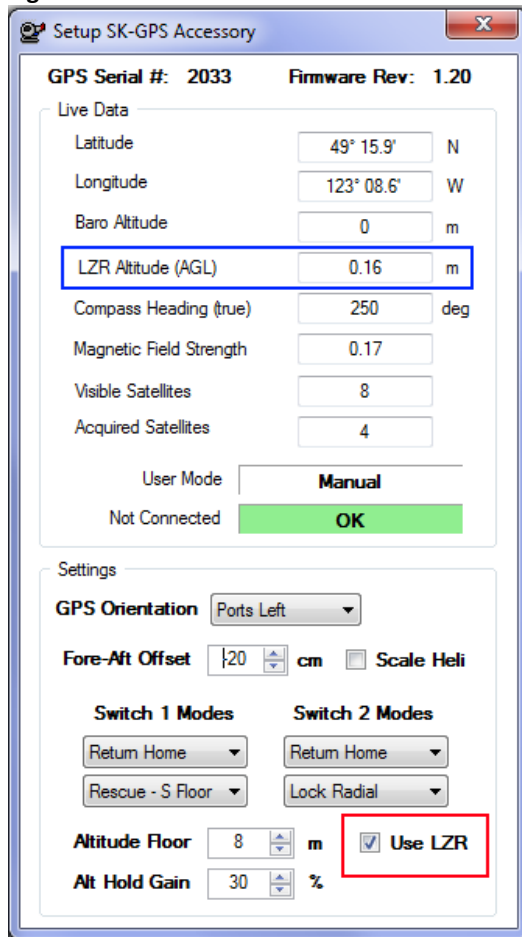 Setup SK-GPS Accessory
GPS Serial #: 2033 Firmware Rev: 1.20
Live Data
Latitude 49° 15.9' N
Longitude 123° 08.6' W
Baro Altitude 0 m
LZR Altitude (AGL) 0.16 m
Compass Heading (true) 250 deg
Magnetic Field Strength 0.17
Visible Satellites 8
Acquired Satellites 4
User Mode Manual
Not Connected OK
Settings
GPS Orientation Ports Left
Fore-Aft Offset -20 cm Scale Heli
Switch 1 Modes Switch 2 Modes
Return Home Return Home
Rescue - S Floor Lock Radial
Altitude Floor 8 m Use LZR
Alt Hold Gain 30 %